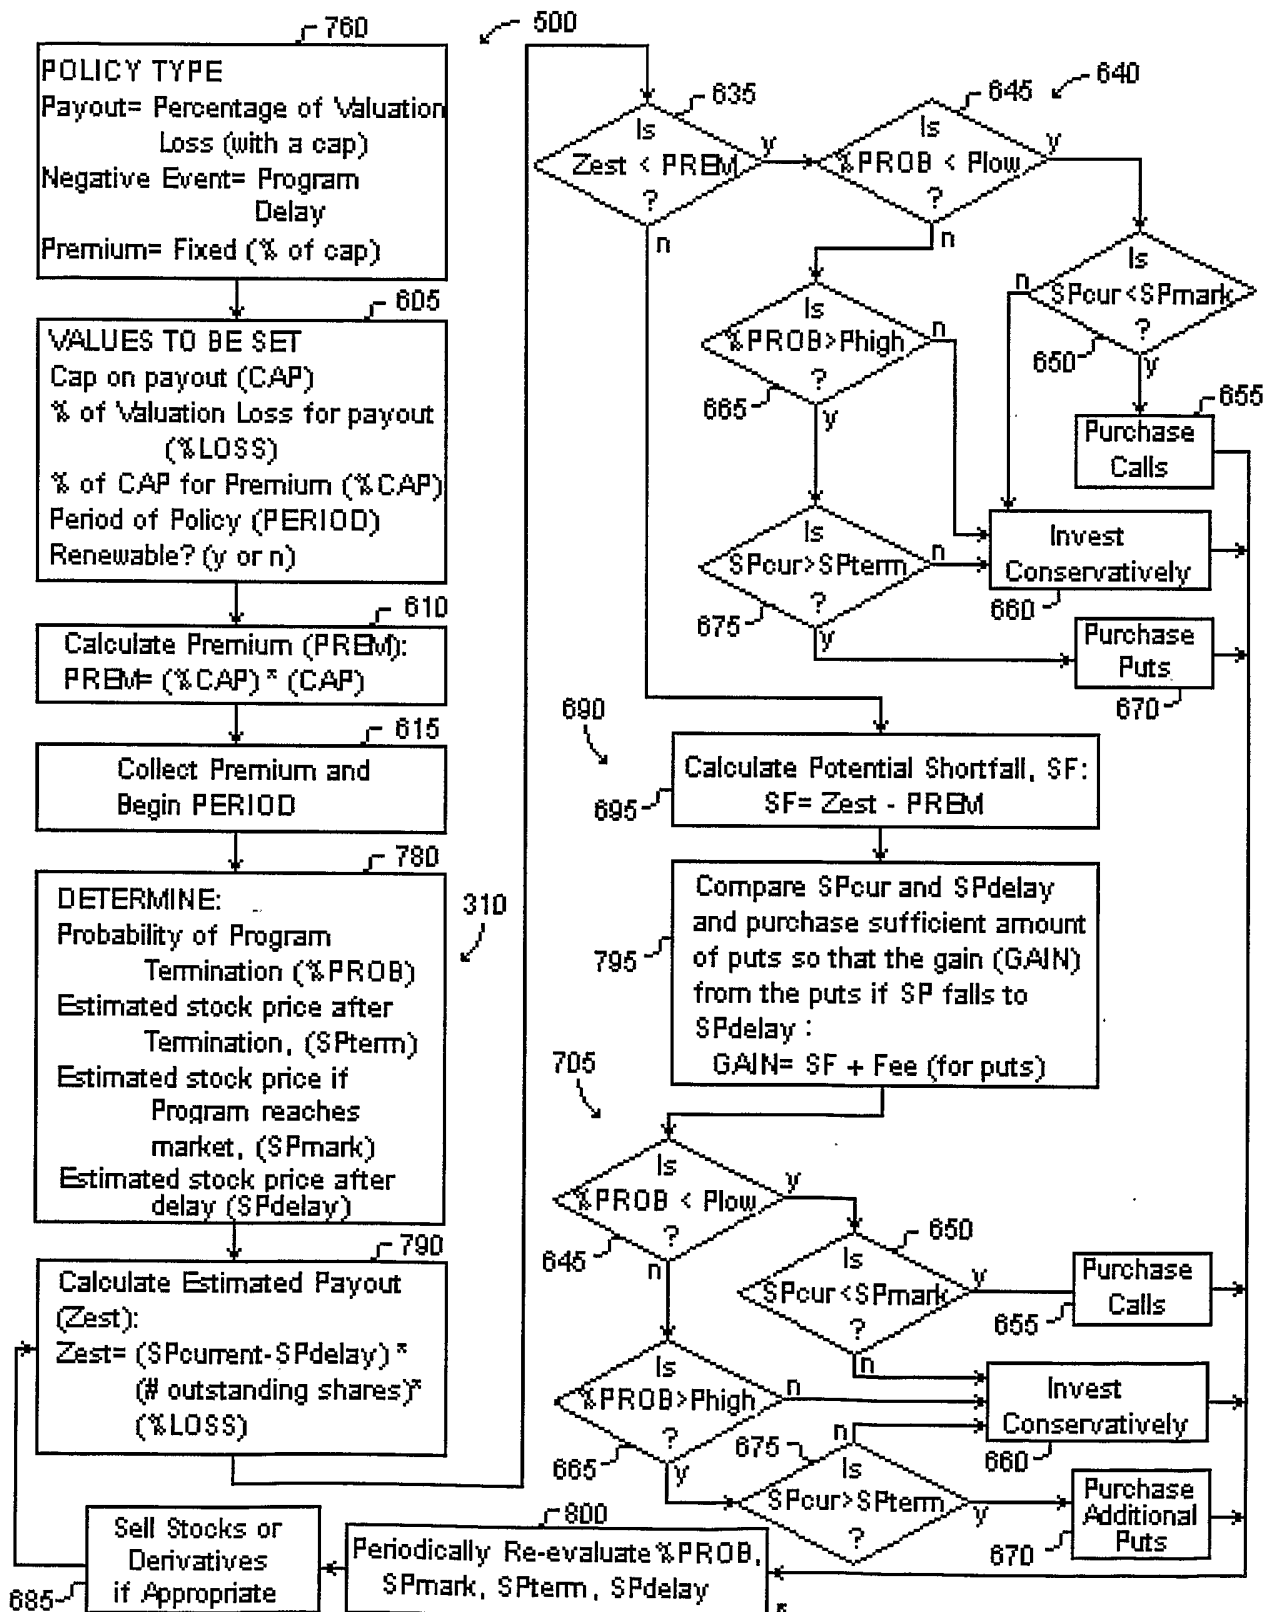 760
500
POLICY TYPE
Payout= Percentage of Valuation
Loss (with a cap)
Negative Event= Program
Delay
Premium= Fixed (% of cap)
605
VALUES TO BE SET
Cap on payout (CAP)
% of Valuation Loss for payout
(%LOSS)
% of CAP for Premium (%CAP)
Period of Policy (PERIOD)
Renewable? (y or n)
610
Calculate Premium (PREM):
PREM= (%CAP) * (CAP)
615
Collect Premium and
Begin PERIOD
780
310
DETERMINE:
Probability of Program
Termination (%PROB)
Estimated stock price after
Termination, (SPterm)
Estimated stock price if
Program reaches
market, (SPmark)
Estimated stock price after
delay (SPdelay)
790
Calculate Estimated Payout
(Zest):
Zest= (SPcurrent-SPdelay) *
(# outstanding shares)*
(%LOSS)
635
Is
Zest < PREM
?
y
n
645
640
Is
%PROB < Plow
?
y
n
Is
SPcur<SPmark
?
n
650
y
655
Purchase
Calls
Is
%PROB>Phigh
?
n
665
y
Is
SPcur>SPterm
?
n
675
y
Invest
Conservatively
660
Purchase
Puts
670
690
Calculate Potential Shortfall, SF:
SF= Zest - PREM
695
Compare SPcur and SPdelay
and purchase sufficient amount
of puts so that the gain (GAIN)
from the puts if SP falls to
SPdelay :
GAIN= SF + Fee (for puts)
795
705
Is
%PROB < Plow
?
y
645
n
650
Is
SPcur<SPmark
?
y
n
Purchase
Calls
655
Is
%PROB>Phigh
?
n
665
y
Invest
Conservatively
660
675
n
Is
SPcur>SPterm
?
y
Purchase
Additional
Puts
670
800
Periodically Re-evaluate %PROB,
SPmark, SPterm, SPdelay
Sell Stocks or
Derivatives
if Appropriate
685